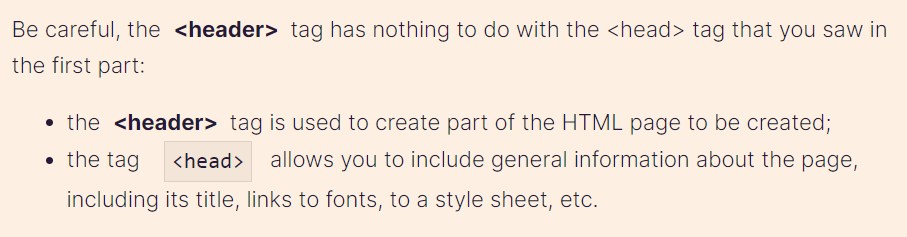 Be careful, the <header> tag has nothing to do with the <head> tag that you saw in
the first part:
• the <header> tag is used to create part of the HTML page to be created;
• the tag <head> allows you to include general information about the page,
including its title, links to fonts, to a style sheet, etc.